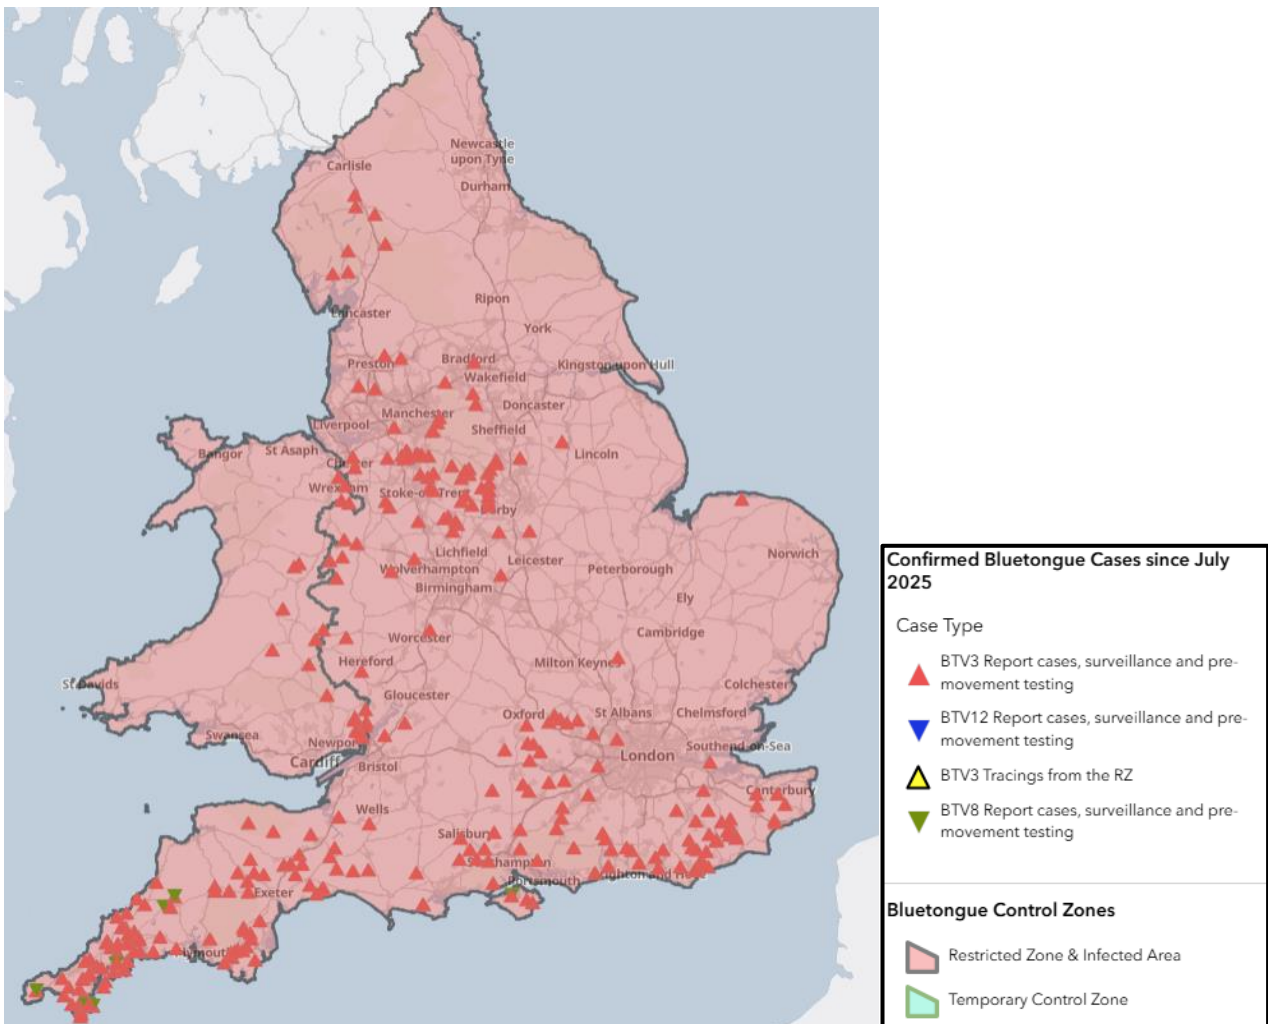 Newcastle
upon Tyne
Carlisle
Durham
Ripon
Lancaster
York
Preston
Bradford
Kingston upon Hull
Wakefield
Doncaster
Manchester
Liverpool
Sheffield
Bangor
St Asaph
Lincoln
Chester
Wrexham
Stoke-on-Trent
Derby
Lichfield
Leicester
Norwich
Wolverhampton
Peterborough
Birmingham
Ely
Worcester
Cambridge
Hereford
Milton Keynes
St Davids
Gloucester
Colchester
Oxford
St Albans
Chelmsford
Swansea
Newport
Southend-on-Sea
Cardiff
Bristol
London
Canterbury
Wells
Salisbury
Southampton
Portsmouth
Brighton and Hove
Exeter
Plymouth
Confirmed Bluetongue Cases since July
2025
Case Type
BTV3 Report cases, surveillance and pre-
movement testing
BTV12 Report cases, surveillance and pre-
movement testing
BTV3 Tracings from the RZ
BTV8 Report cases, surveillance and pre-
movement testing
Bluetongue Control Zones
Restricted Zone & Infected Area
Temporary Control Zone